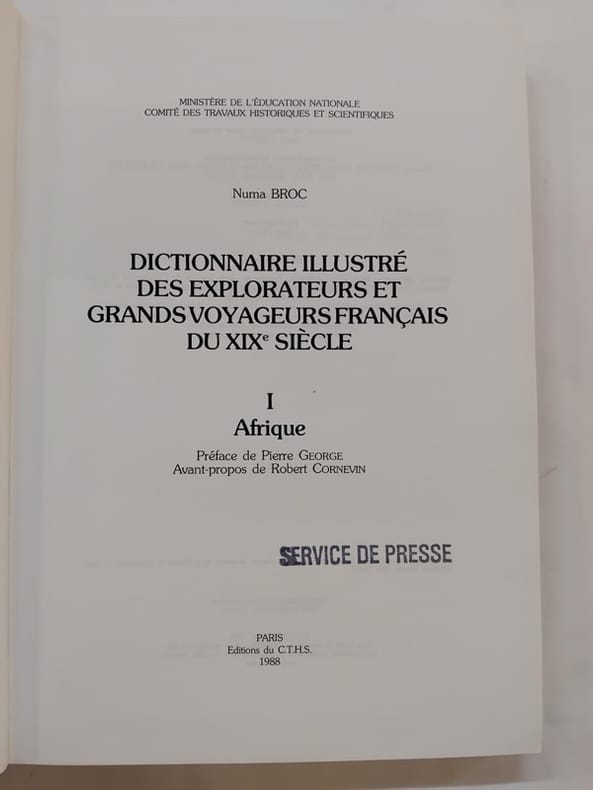 MINISTÈRE DE L'ÉDUCATION NATIONALE
COMITÉ DES TRAVAUX HISTORIQUES ET SCIENTIFIQUES
Numa BROC
DICTIONNAIRE ILLUSTRÉ
DES EXPLORATEURS ET
GRANDS VOYAGEURS FRANÇAIS
DU XIXe SIÈCLE
I
Afrique
Préface de Pierre GEORGE
Avant-propos de Robert CORNEVIN
SERVICE DE PRESSE
PARIS
Editions du C.T.H.S.
1988